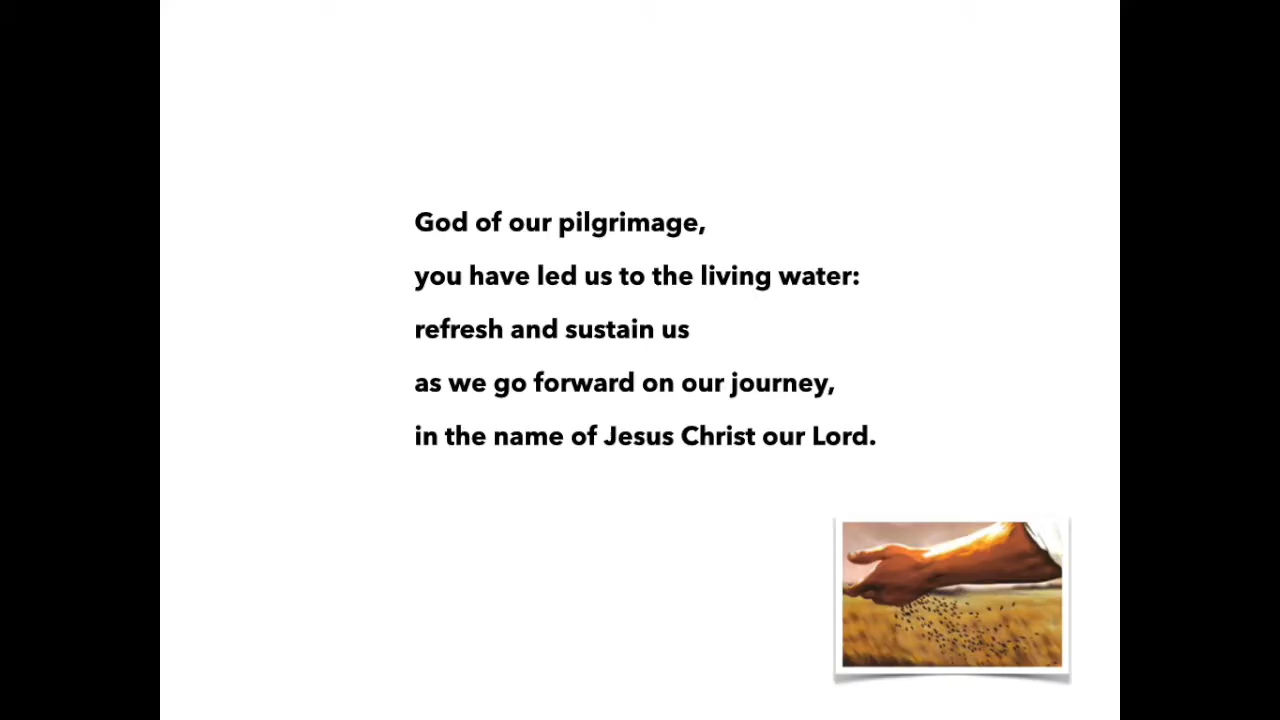 God of our pilgrimage,
you have led us to the living water:
refresh and sustain us
as we go forward on our journey,
in the name of Jesus Christ our Lord.